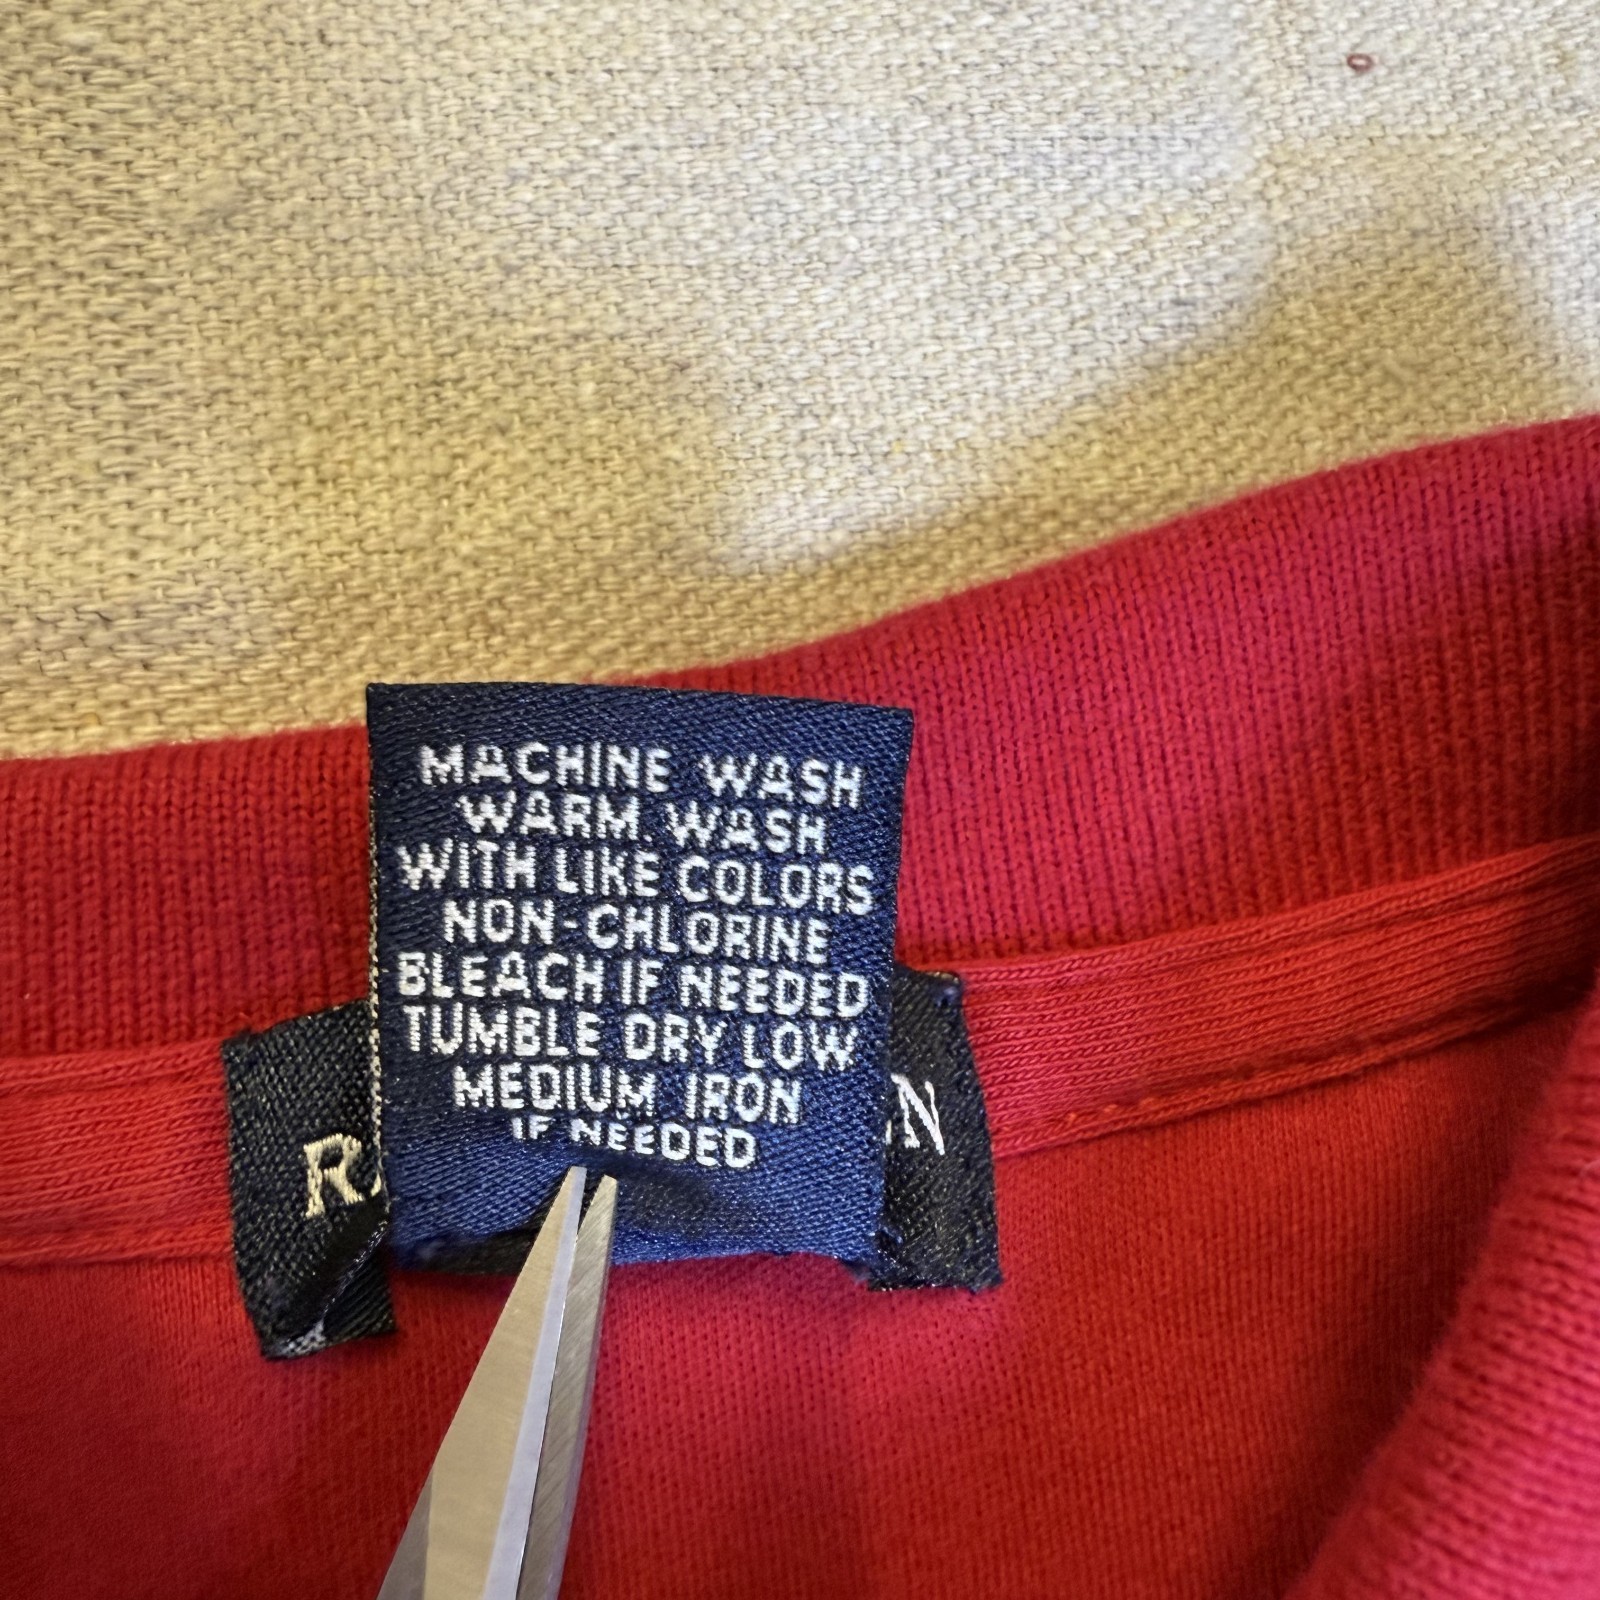 MACHINE WASH
WARM. WASH
WITH LIKE COLORS
NON-CHLORINE
BLEACH IF NEEDED
TUMBLE DRY LOW
MEDIUM IRON
IF NEEDED